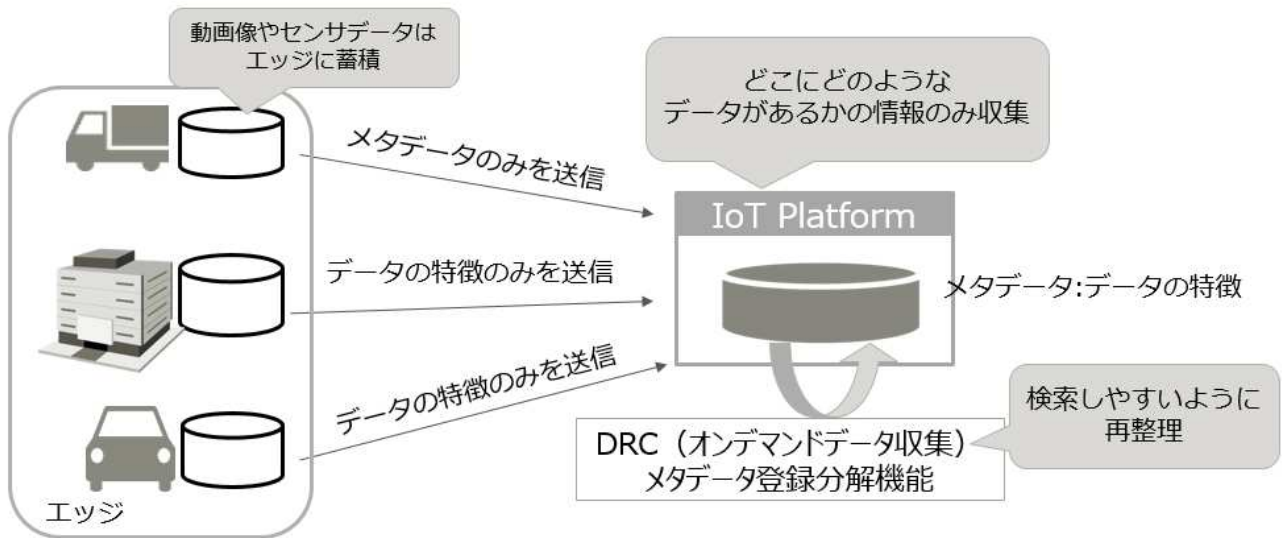 動画像やセンサデータは
エッジに蓄積
どこにどのような
データがあるかの情報のみ収集
メタデータのみを送信
IoT Platform
データの特徴のみを送信
メタデータ:データの特徴
データの特徴のみを送信
検索しやすいように
再整理
DRC（オンデマンドデータ収集）
メタデータ登録分解機能
エッジ